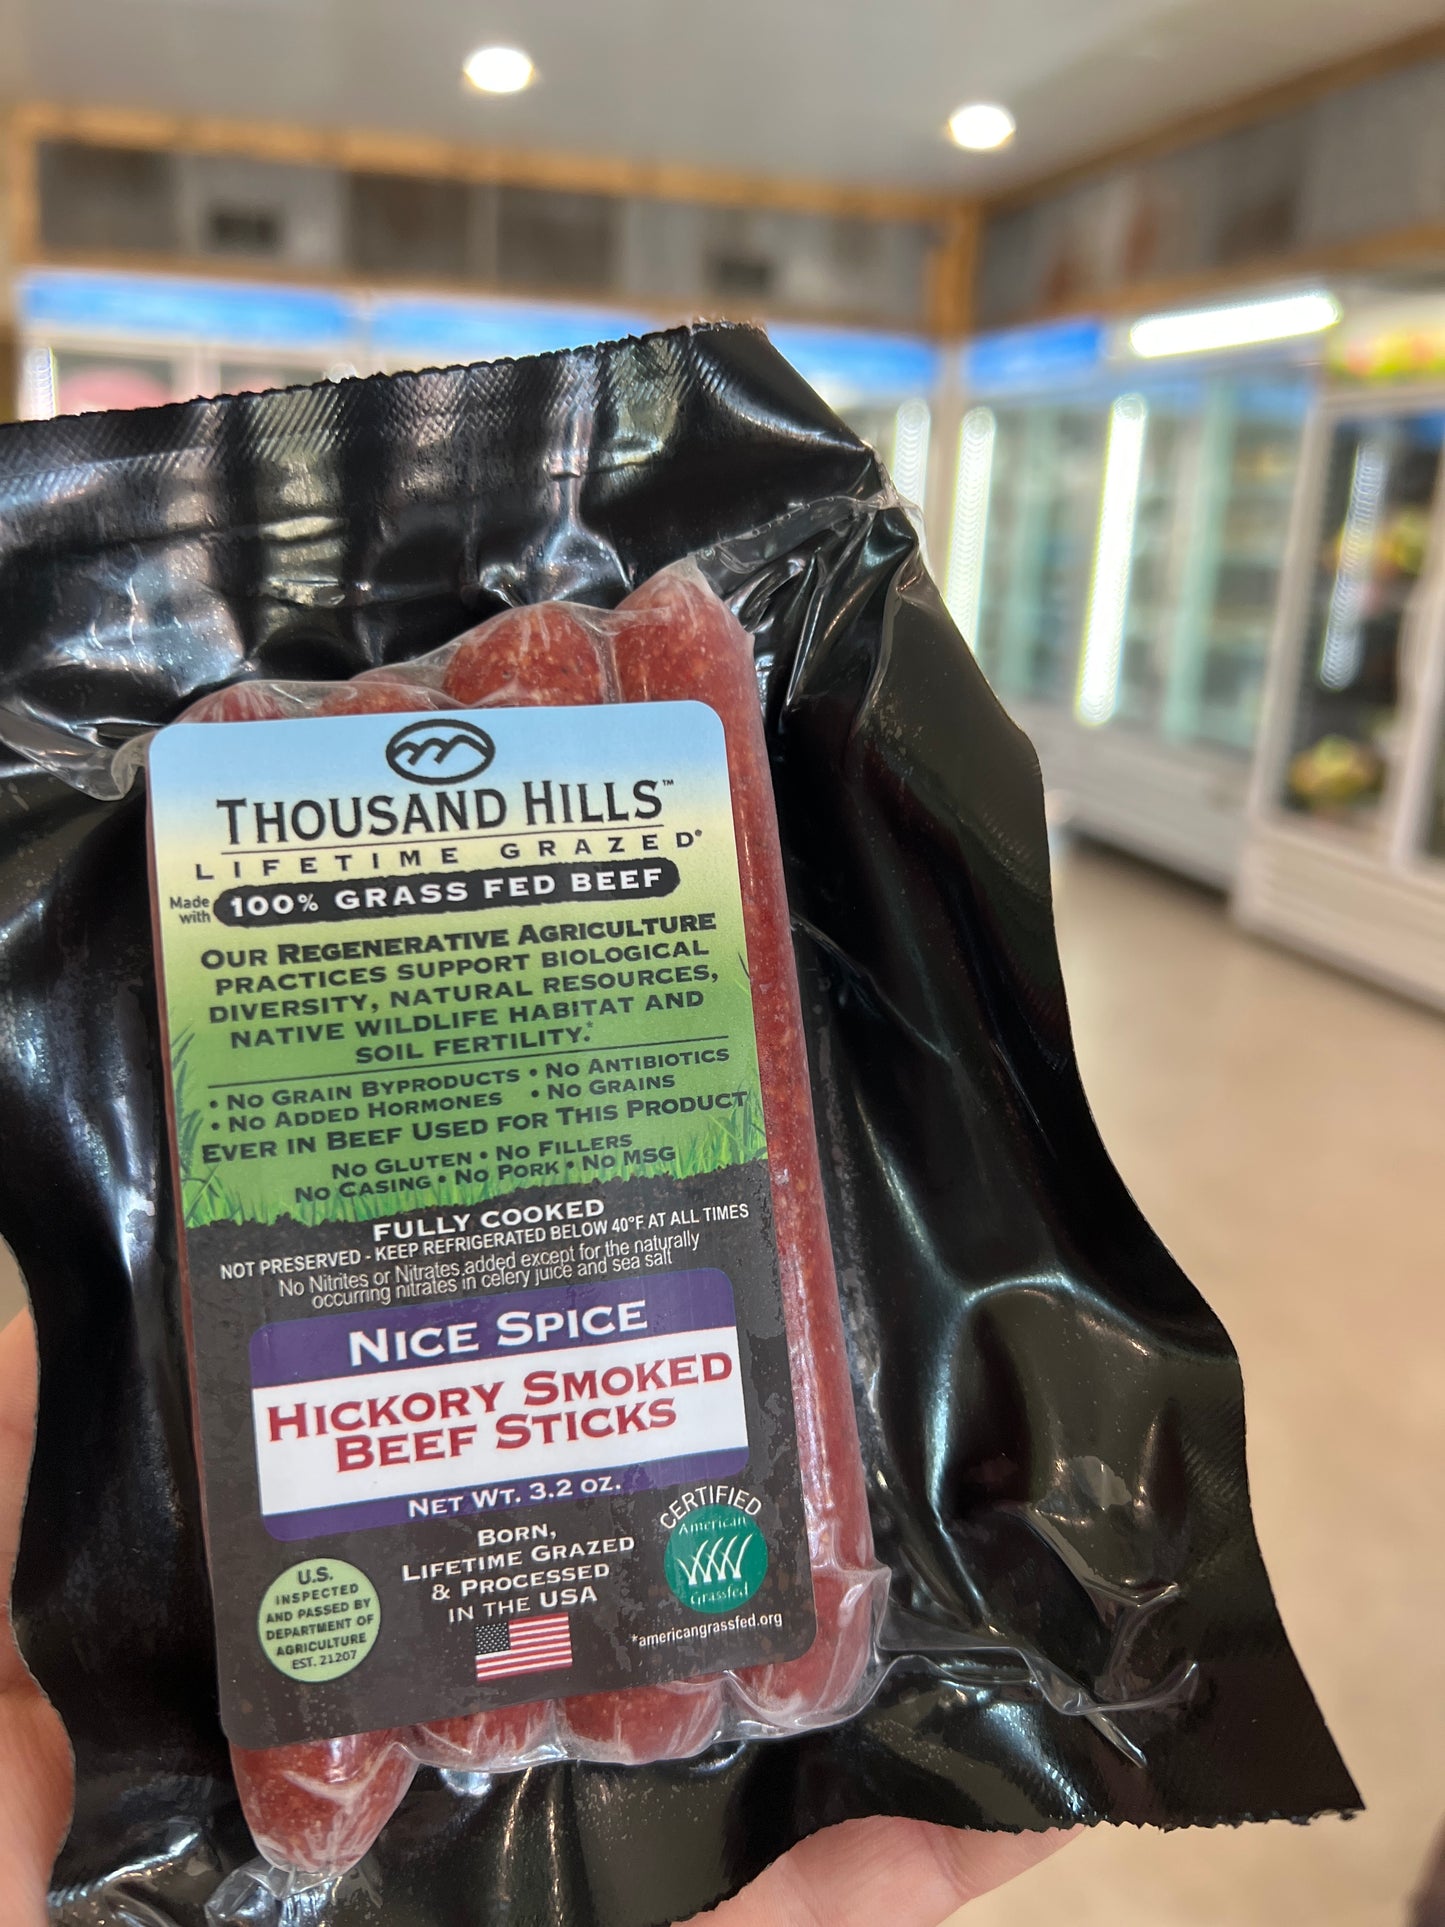 THOUSAND HILLS™
LIFETIME GRAZED®
Made with 100% GRASS FED BEEF
OUR REGENERATIVE AGRICULTURE
PRACTICES SUPPORT BIOLOGICAL
DIVERSITY, NATURAL RESOURCES,
NATIVE WILDLIFE HABITAT AND
SOIL FERTILITY.*
• NO GRAIN BYPRODUCTS • NO ANTIBIOTICS
• NO ADDED HORMONES • NO GRAINS
EVER IN BEEF USED FOR THIS PRODUCT
NO GLUTEN • NO FILLERS
NO CASING • NO PORK • NO MSG
FULLY COOKED
NOT PRESERVED - KEEP REFRIGERATED BELOW 40°F AT ALL TIMES
No Nitrites or Nitrates added except for the naturally
occurring nitrates in celery juice and sea salt
NICE SPICE
HICKORY SMOKED
BEEF STICKS
NET WT. 3.2 OZ.
BORN,
LIFETIME GRAZED
& PROCESSED
IN THE USA
U.S.
INSPECTED
AND PASSED BY
DEPARTMENT OF
AGRICULTURE
EST. 21207
CERTIFIED
American
Grassfed
*americangrassfed.org